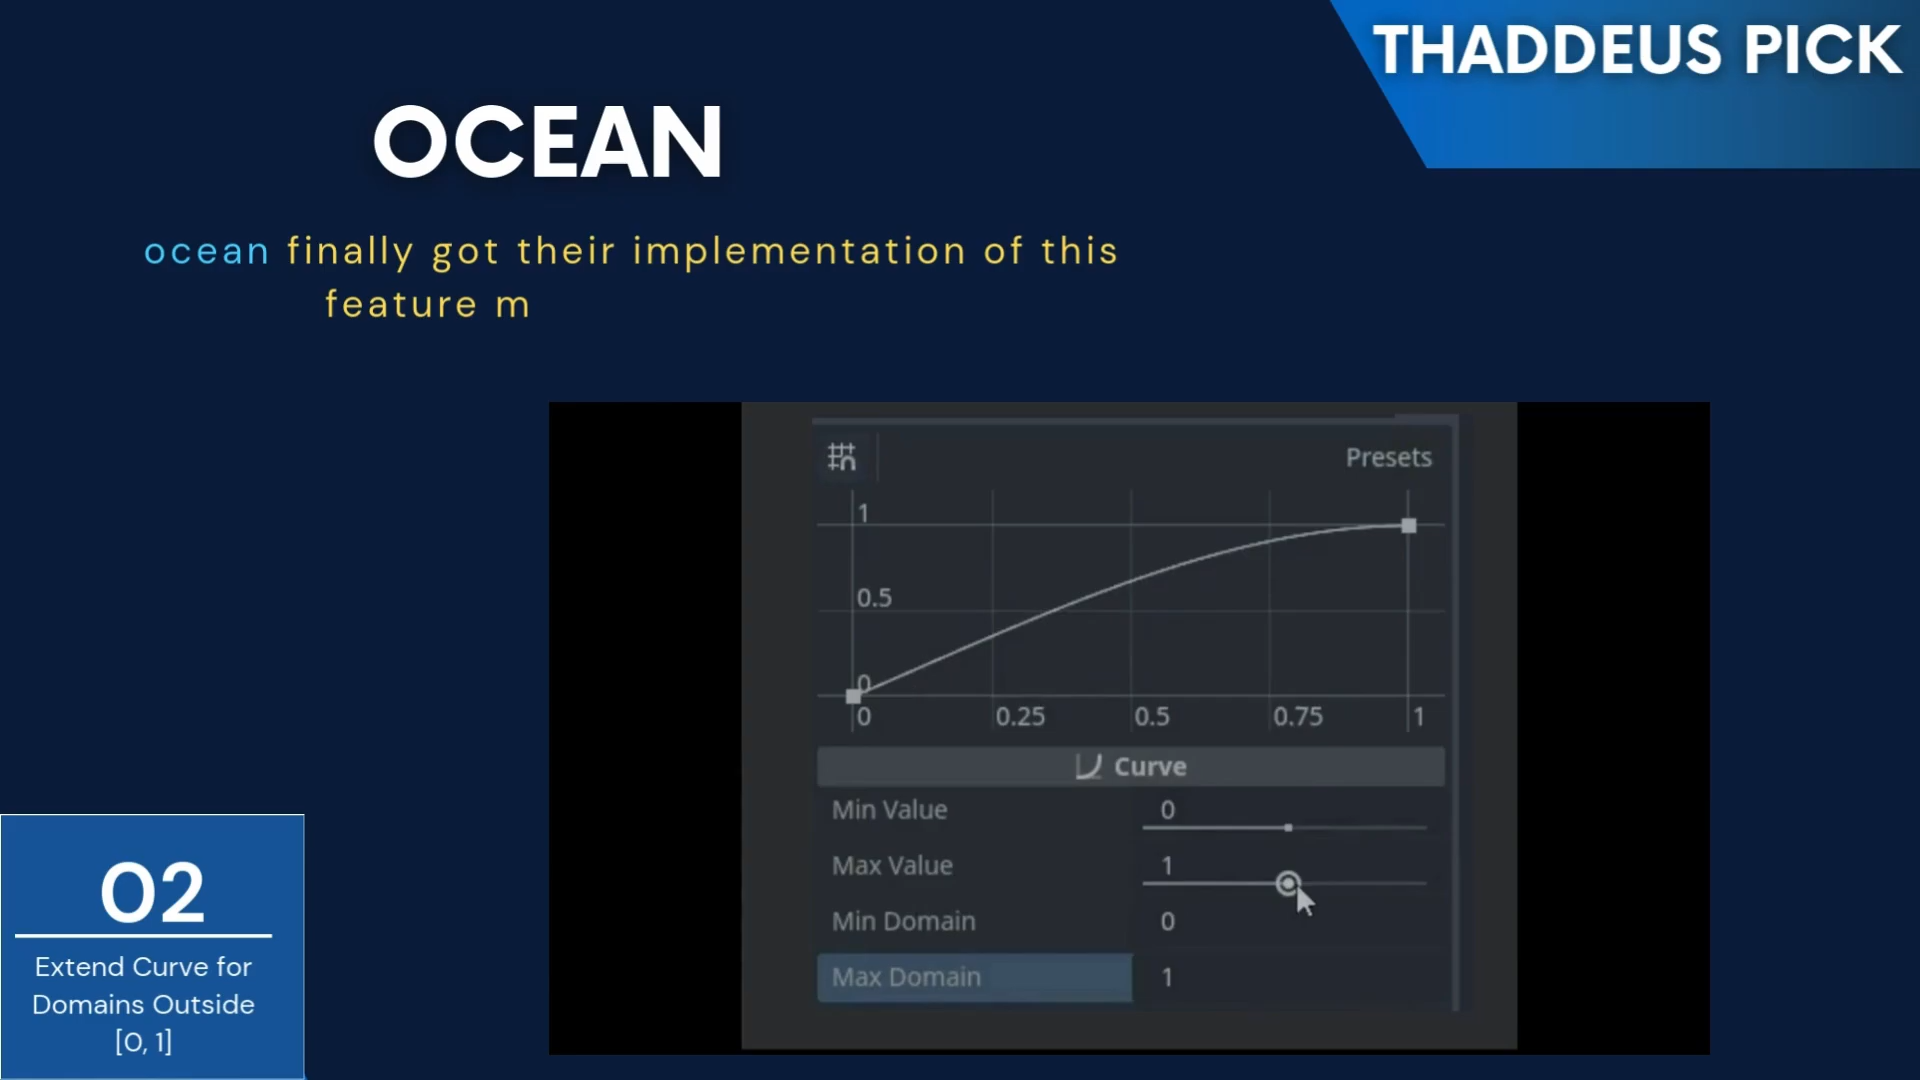 THADDEUS PICK
OCEAN
ocean finally got their implementation of this
feature m
Presets
1
0.5
0
0 0.25 0.5 0.75 1
Curve
Min Value 0
Max Value 1
Min Domain 0
Max Domain 1
02
Extend Curve for
Domains Outside
[0, 1]